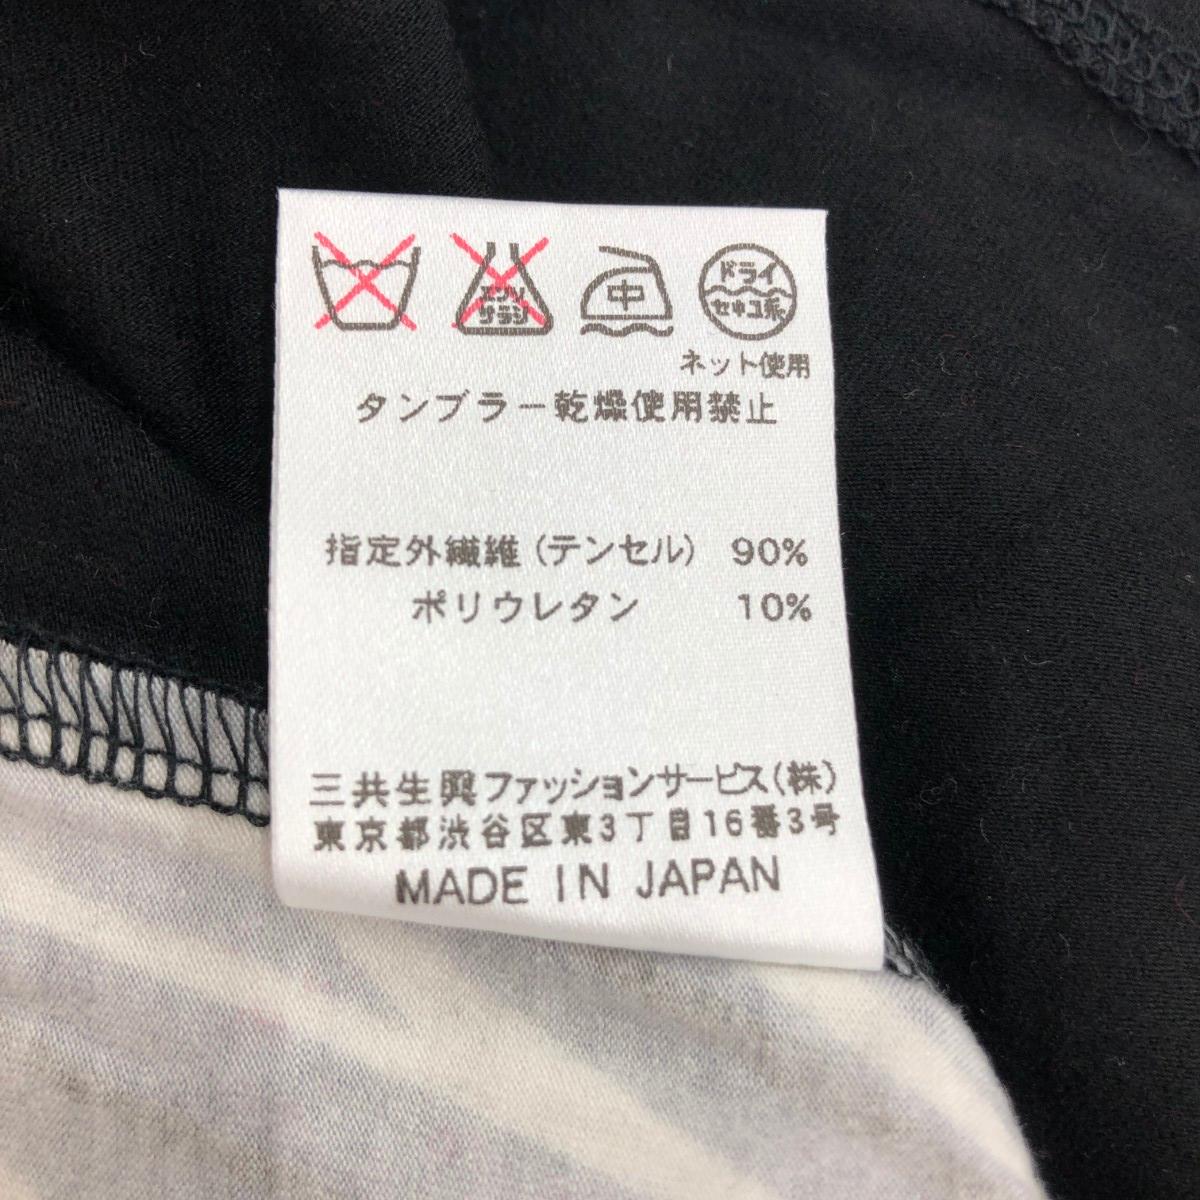 エンソ
サラシ
中
ドライ
セキユ系
ネット使用
タンブラー乾燥使用禁止
指定外繊維(テンセル) 90%
ポリウレタン 10%
三共生興ファッションサービス(株)
東京都渋谷区東3丁目16番3号
MADE IN JAPAN